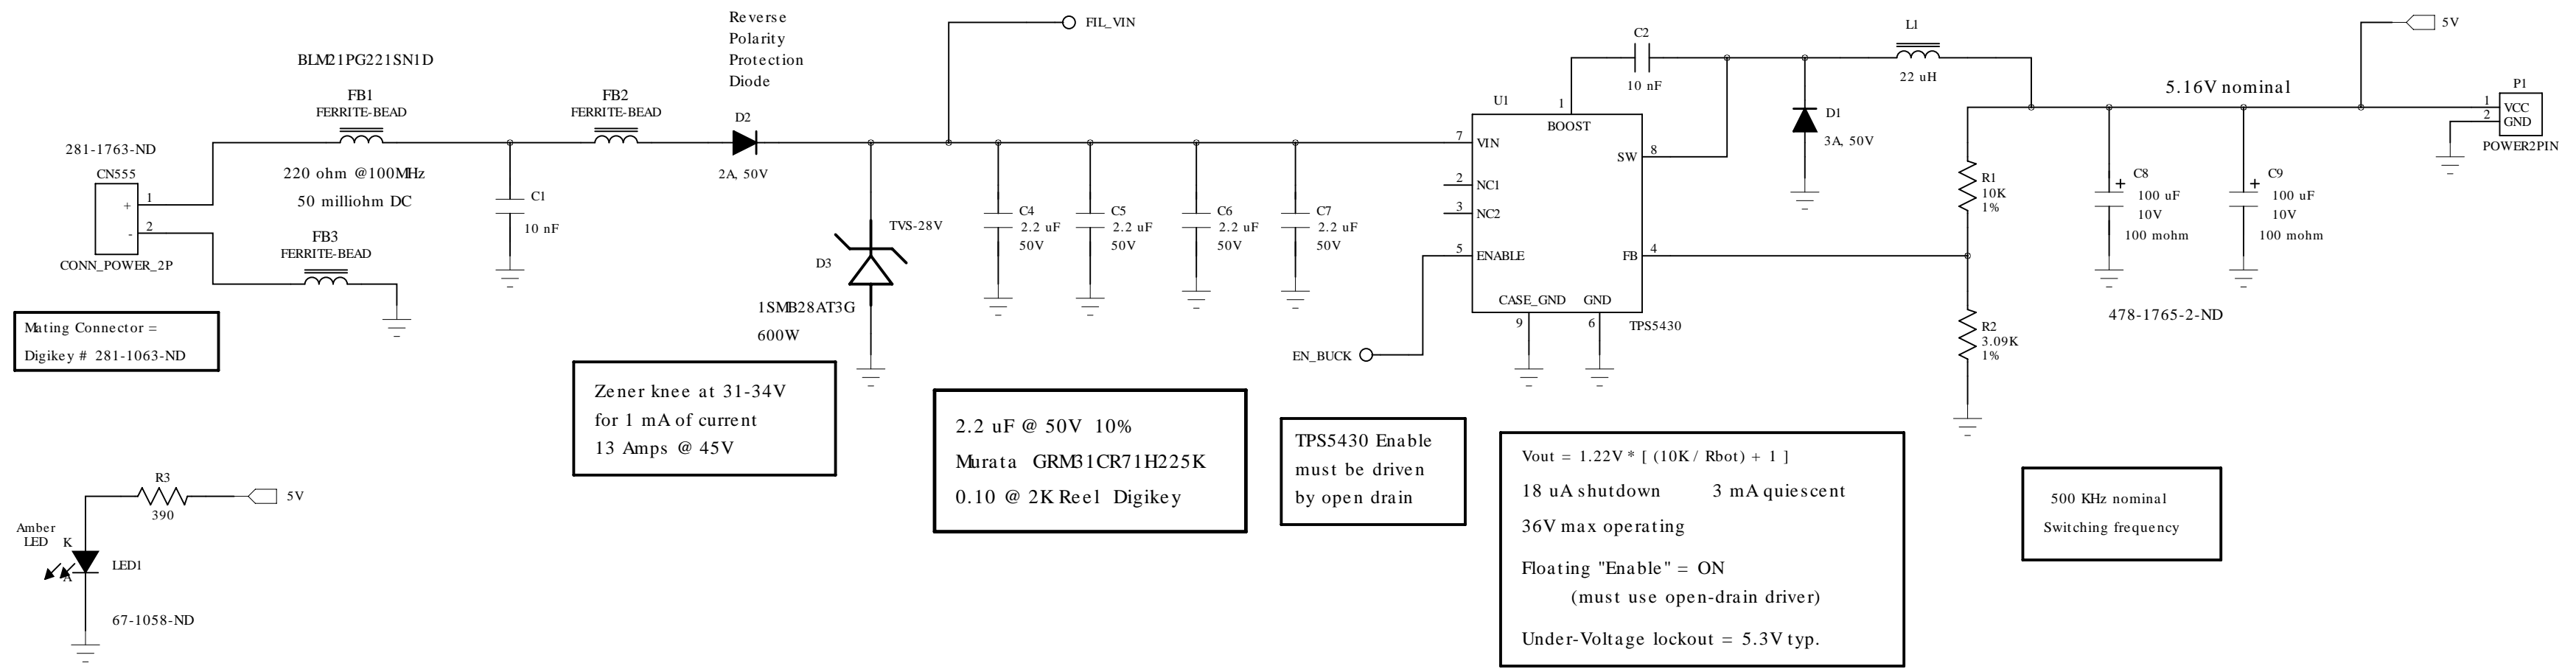 BLM21PG221SN1D
FB1
FERRITE-BEAD
220 ohm @100MHz
50 milliohm DC
281-1763-ND
CN555
+
-
1
2
CONN_POWER_2P
FB3
FERRITE-BEAD
Mating Connector =
Digikey # 281-1063-ND
C1
10 nF
FB2
FERRITE-BEAD
Reverse
Polarity
Protection
Diode
D2
2A, 50V
FIL_VIN
TVS-28V
D3
1SMB28AT3G
600W
Zener knee at 31-34V
for 1 mA of current
13 Amps @ 45V
C4
2.2 uF
50V
C5
2.2 uF
50V
C6
2.2 uF
50V
C7
2.2 uF
50V
2.2 uF @ 50V 10%
Murata GRM31CR71H225K
0.10 @ 2K Reel Digikey
EN_BUCK
TPS5430 Enable
must be driven
by open drain
U1
1
BOOST
7
VIN
SW
8
2
NC1
3
NC2
5
ENABLE
FB
4
CASE_GND
GND
9
6
TPS5430
C2
10 nF
D1
3A, 50V
L1
22 uH
R1
10K
1%
R2
3.09K
1%
5.16V nominal
5V
C8
+
100 uF
10V
100 mohm
C9
+
100 uF
10V
100 mohm
478-1765-2-ND
P1
1
VCC
2
GND
POWER2PIN
Vout = 1.22V * [ (10K / Rbot) + 1 ]
18 uA shutdown 3 mA quiescent
36V max operating
Floating "Enable" = ON
(must use open-drain driver)
Under-Voltage lockout = 5.3V typ.
500 KHz nominal
Switching frequency
R3
390
5V
Amber
LED
K
A
LED1
67-1058-ND